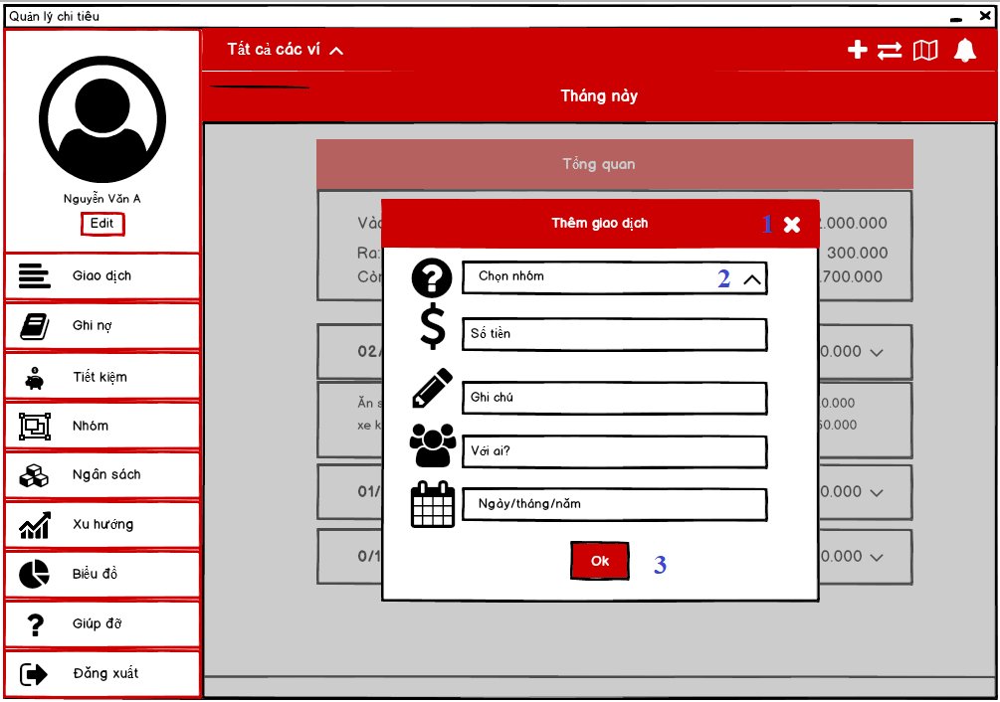 Quản lý chi tiêu
Tất cả các ví
Tháng này
Nguyễn Văn A
Edit
Giao dịch
Ghi nợ
Tiết kiệm
Nhóm
Ngân sách
Xu hướng
Biểu đồ
Giúp đỡ
Đăng xuất
Tổng quan
.000.000
Ra: 300.000
.700.000
02/ 0.000
Ăn 0.000
xe 50.000
01/ 0.000
0/1 0.000
Thêm giao dịch 1
Chọn nhóm 2
Số tiền
Ghi chú
Với ai?
Ngày/tháng/năm
Ok 3